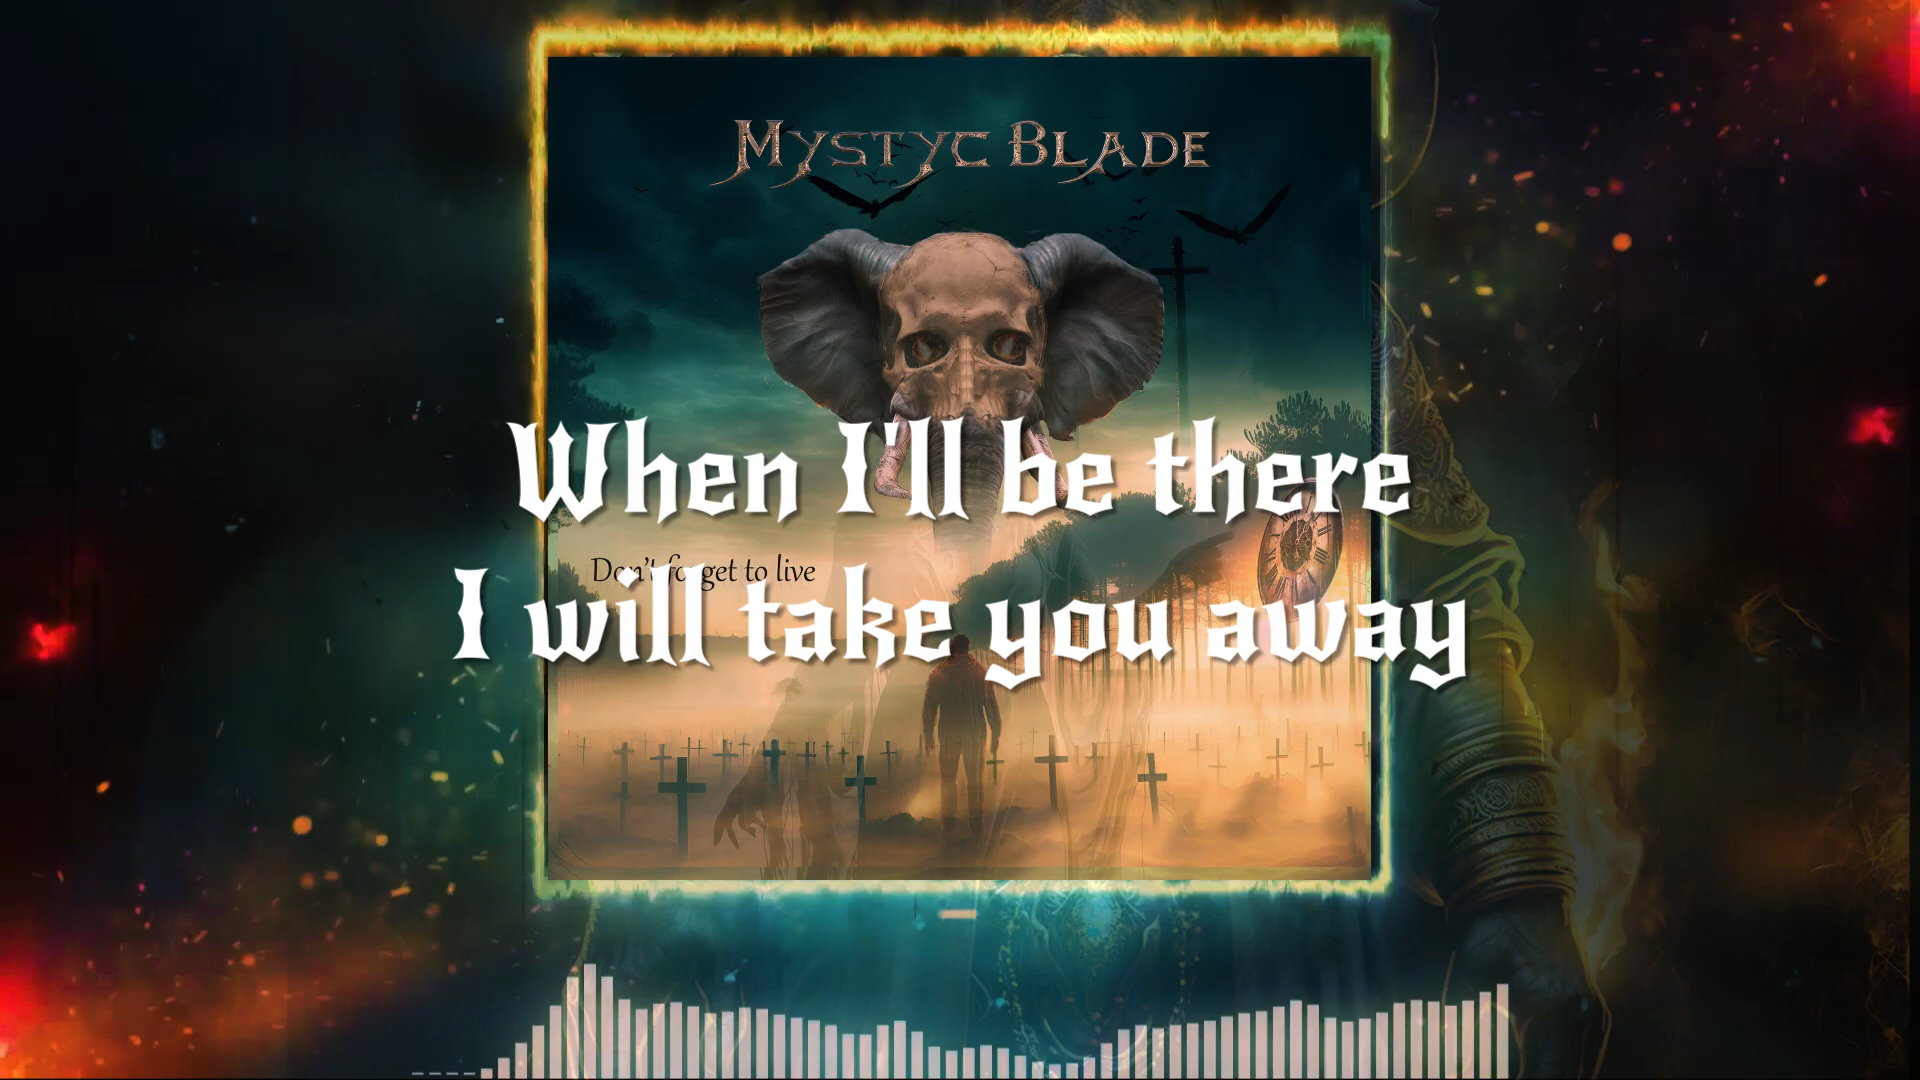 Mystyc Blade
When I'll be there
Don't forget to live
I will take you away